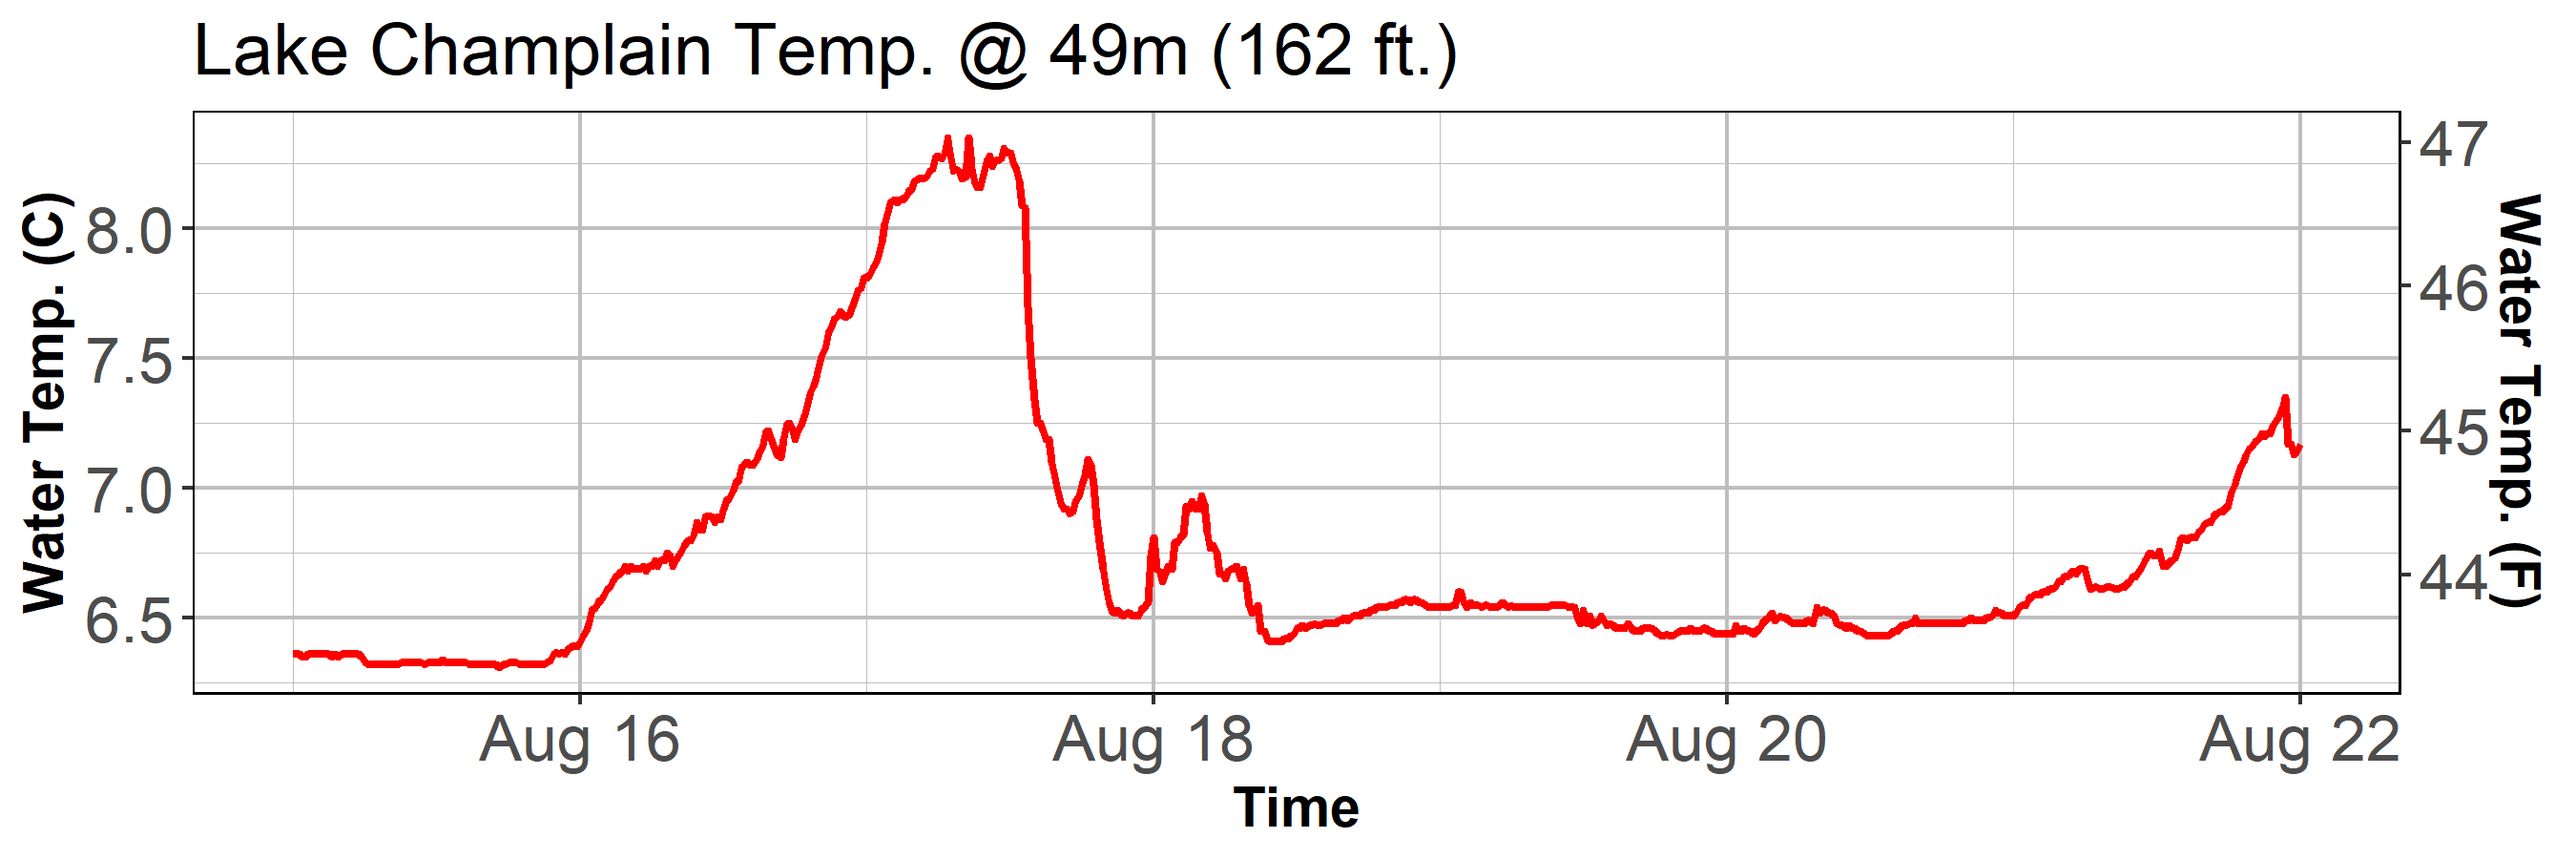 Lake Champlain Temp. @ 49m (162 ft.)
Water Temp. (C)
8.0
7.5
7.0
6.5
47
46
45
44
Water Temp. (F)
Aug 16
Aug 18
Aug 20
Aug 22
Time